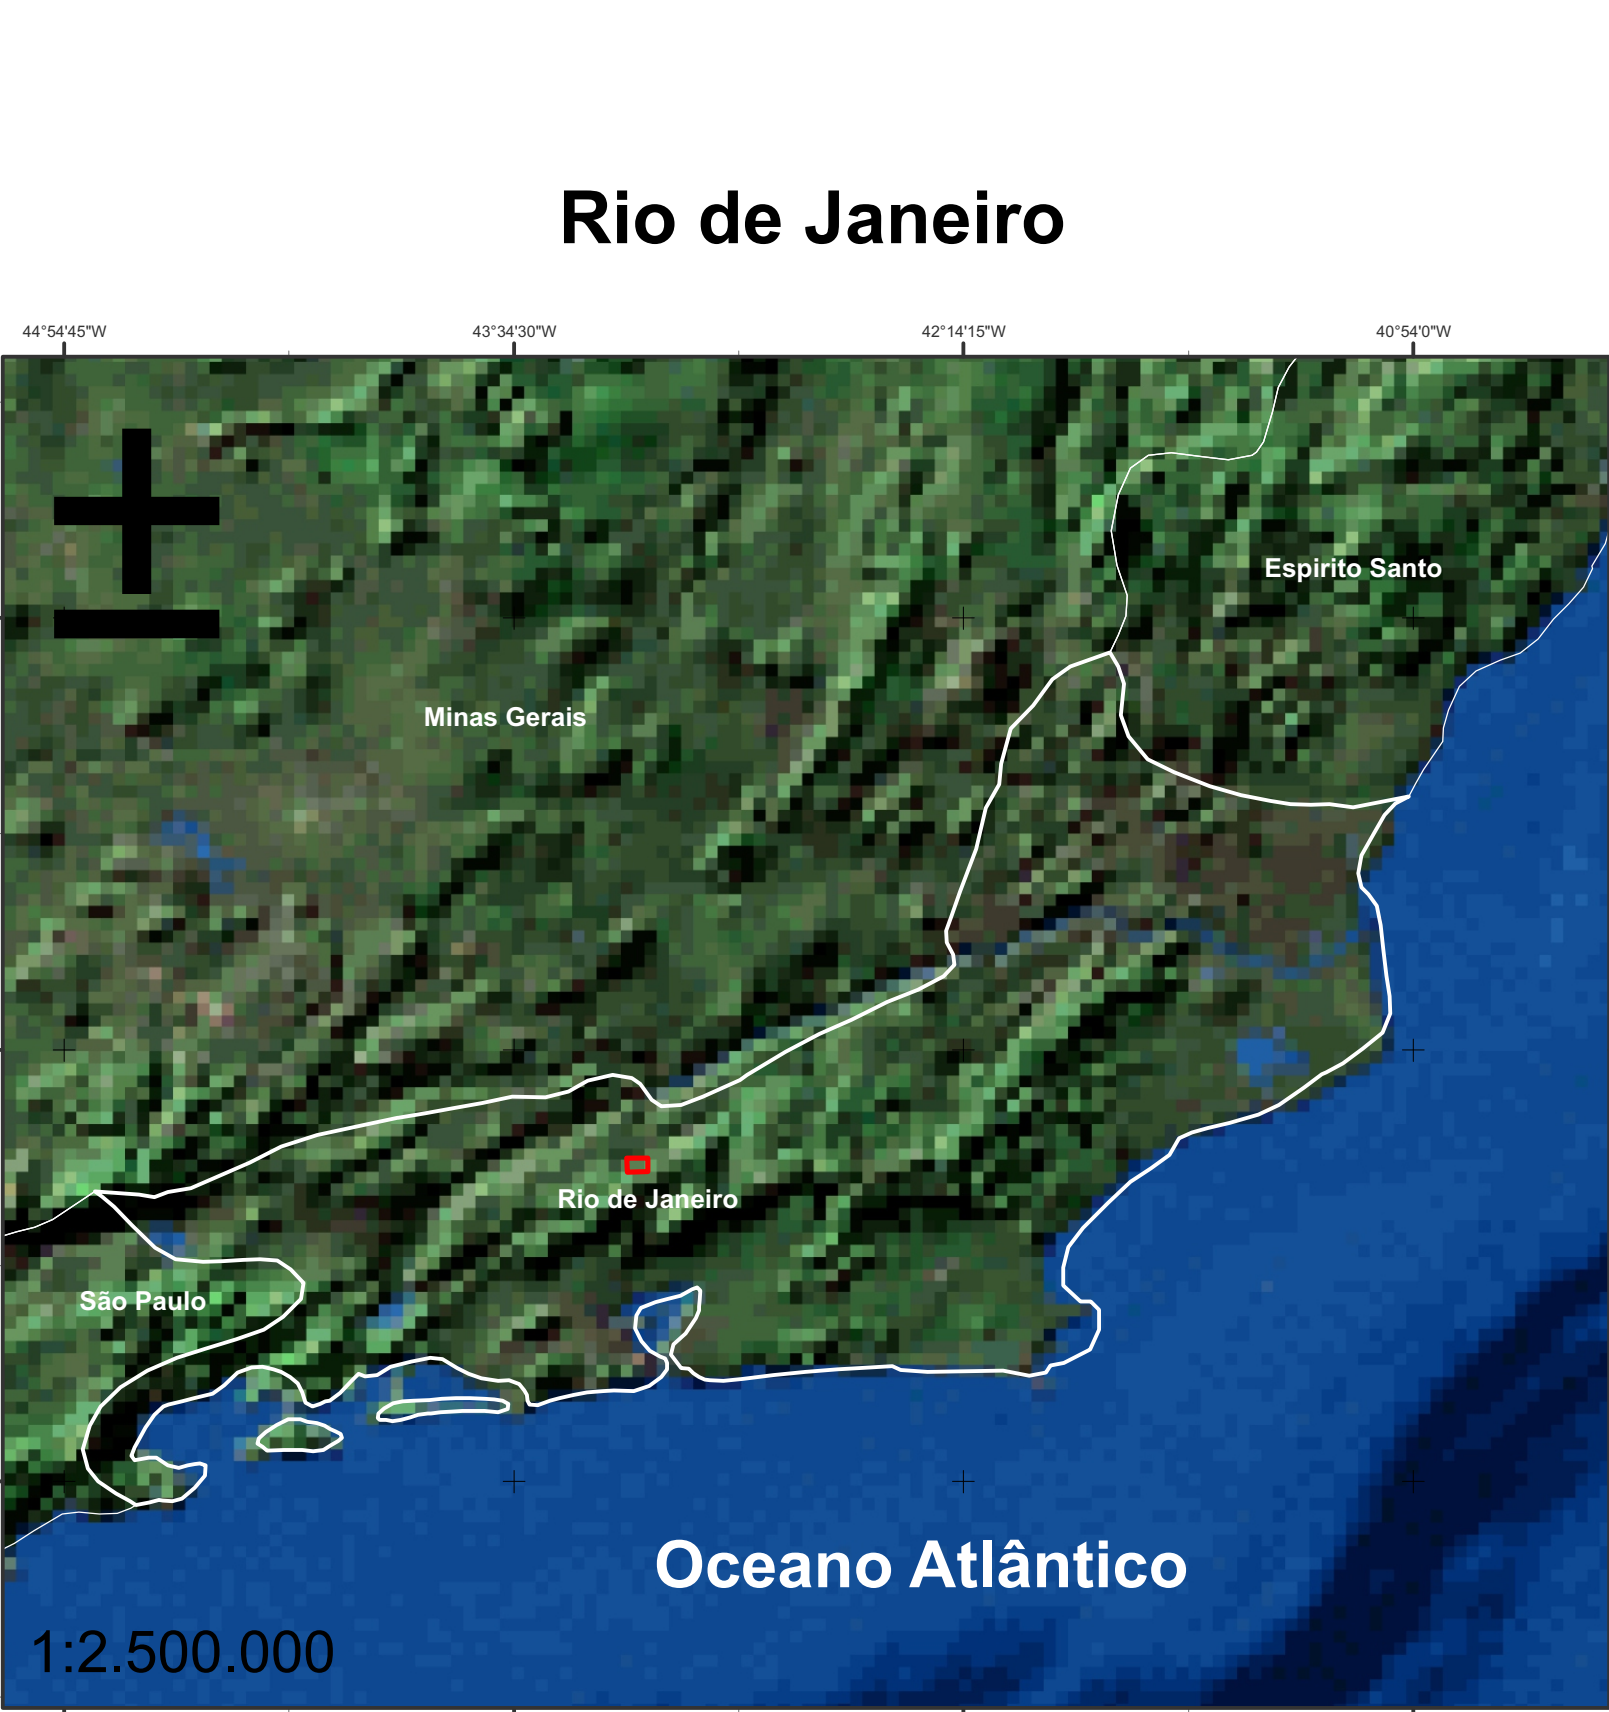 Rio de Janeiro
44°54'45"W 43°34'30"W 42°14'15"W 40°54'0"W
Espirito Santo
Minas Gerais
Rio de Janeiro
São Paulo
Oceano Atlântico
1:2.500.000